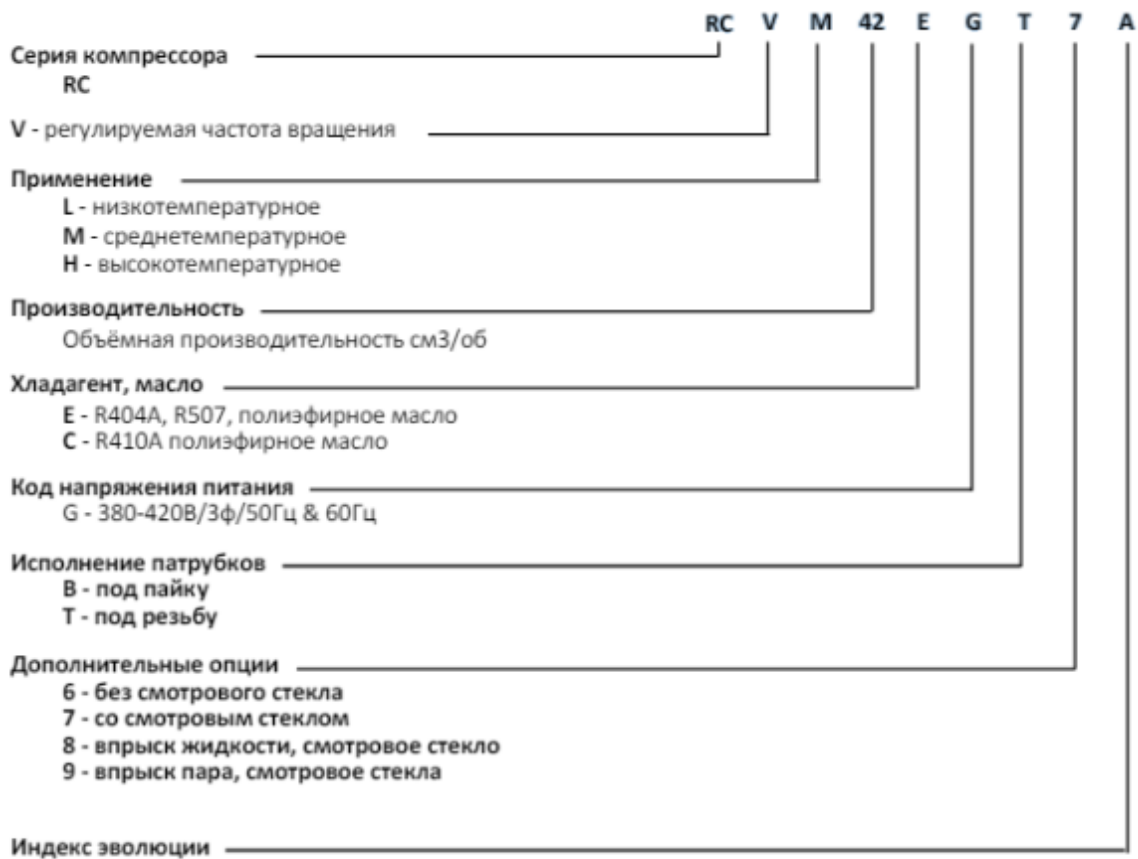 RC V M 42 E G T 7 A
Серия компрессора
RC
V - регулируемая частота вращения
Применение
L - низкотемпературное
M - среднетемпературное
H - высокотемпературное
Производительность
Объёмная производительность см3/об
Хладагент, масло
E - R404A, R507, полиэфирное масло
C - R410A полиэфирное масло
Код напряжения питания
G - 380-420В/3ф/50Гц & 60Гц
Исполнение патрубков
B - под пайку
T - под резьбу
Дополнительные опции
6 - без смотрового стекла
7 - со смотровым стеклом
8 - впрыск жидкости, смотровое стекло
9 - впрыск пара, смотровое стекла
Индекс эволюции